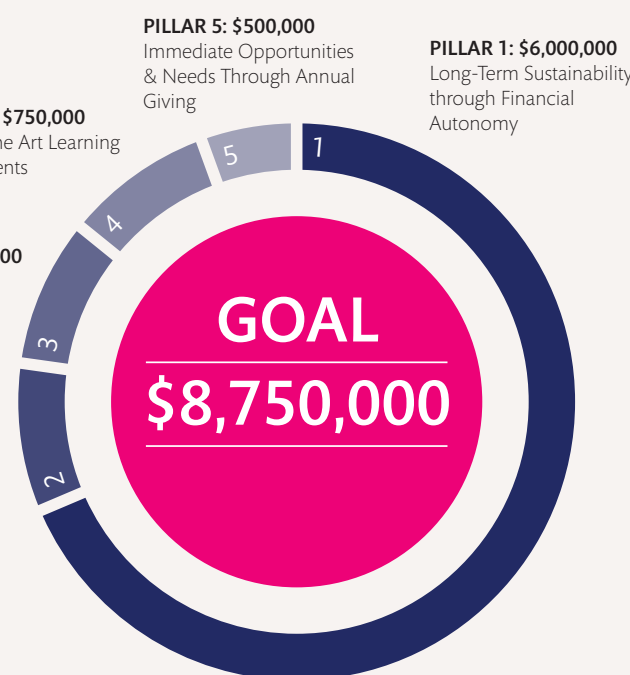 PILLAR 5: $500,000
Immediate Opportunities
& Needs Through Annual
Giving
PILLAR 1: $6,000,000
Long-Term Sustainability
through Financial
Autonomy
$750,000
Art Learning
00
5
1
4
3
2
GOAL
$8,750,000